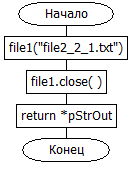 Начало
file1("file2_2_1.txt")
file1.close( )
return *pStrOut
Конец